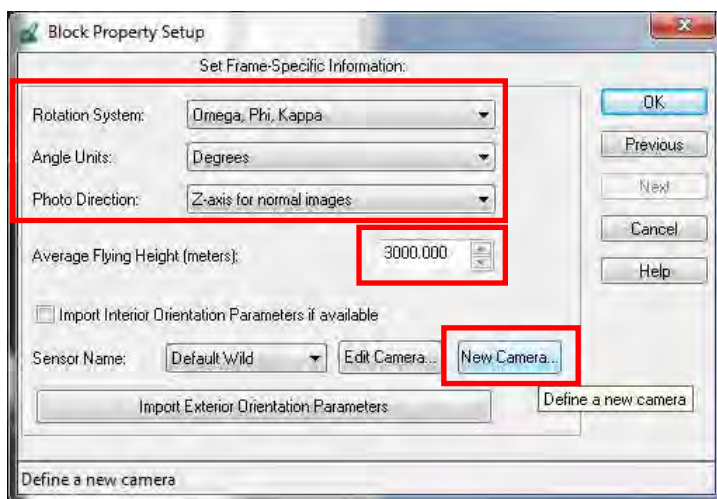 Block Property Setup
Set Frame-Specific Information:
Rotation System: Omega, Phi, Kappa
OK
Angle Units: Degrees
Previous
Photo Direction: Z-axis for normal images
Next
Average Flying Height (meters): 3000.000
Cancel
Help
Import Interior Orientation Parameters if available
Sensor Name: Default Wild Edit Camera... New Camera...
Import Exterior Orientation Parameters
Define a new camera
Define a new camera